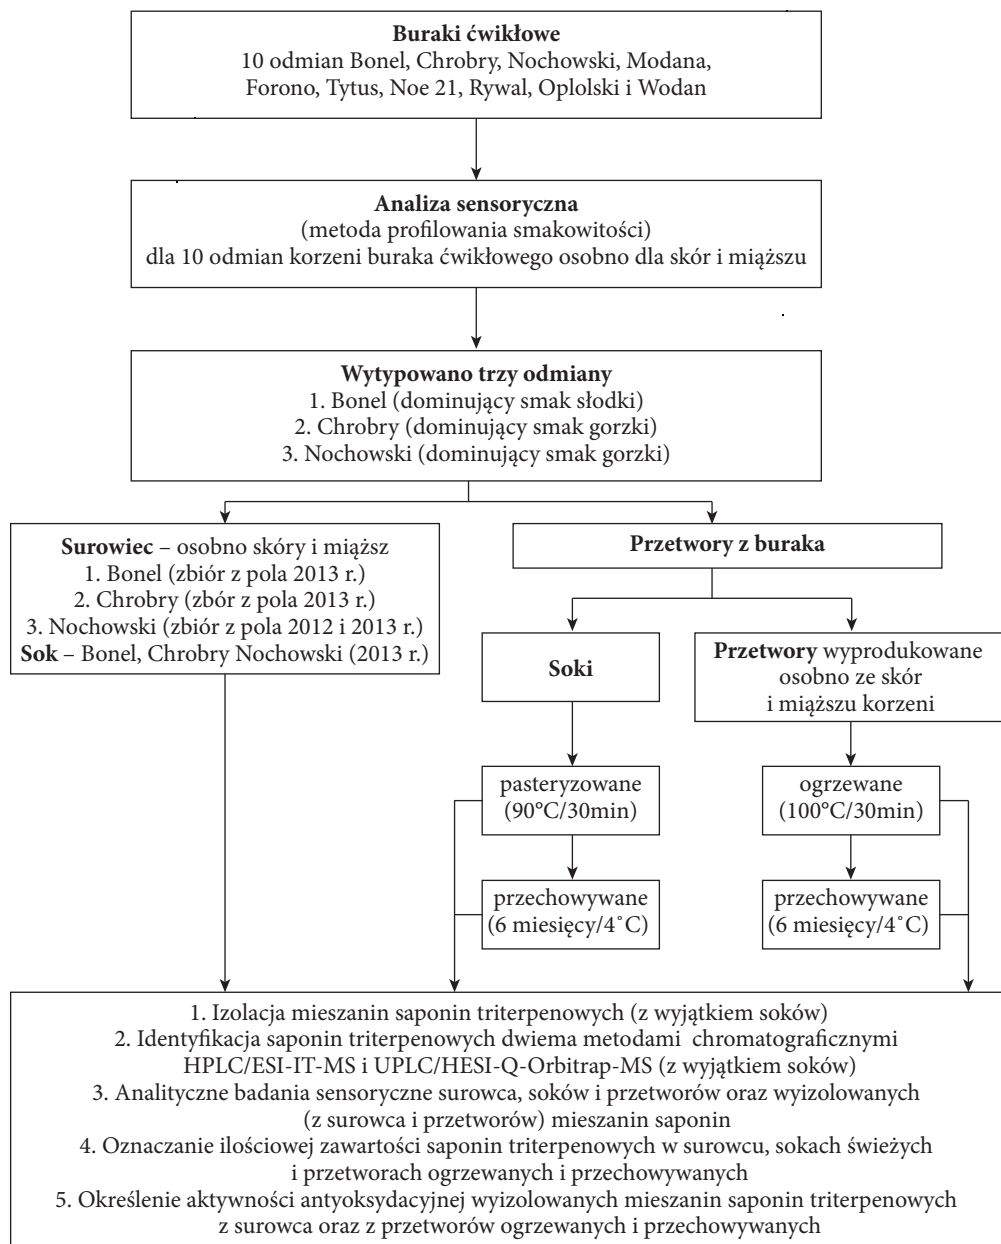 Buraki ćwikłowe
10 odmian Bonel, Chrobry, Nochowski, Modana,
Forono, Tytus, Noe 21, Rywal, Oplolski i Wodan
Analiza sensoryczna
(metoda profilowania smakowitości)
dla 10 odmian korzeni buraka ćwikłowego osobno dla skór i miąższu
Wytypowano trzy odmiany
1. Bonel (dominujący smak słodki)
2. Chrobry (dominujący smak gorzki)
3. Nochowski (dominujący smak gorzki)
Surowiec – osobno skóry i miąższ
1. Bonel (zbiór z pola 2013 r.)
2. Chrobry (zbór z pola 2013 r.)
3. Nochowski (zbiór z pola 2012 i 2013 r.)
Sok – Bonel, Chrobry Nochowski (2013 r.)
Przetwory z buraka
Soki
Przetwory wyprodukowane
osobno ze skór
i miąższu korzeni
pasteryzowane
(90°C/30min)
ogrzewane
(100°C/30min)
przechowywane
(6 miesięcy/4˚C)
przechowywane
(6 miesięcy/4˚C)
1. Izolacja mieszanin saponin triterpenowych (z wyjątkiem soków)
2. Identyfikacja saponin triterpenowych dwiema metodami chromatograficznymi
HPLC/ESI-IT-MS i UPLC/HESI-Q-Orbitrap-MS (z wyjątkiem soków)
3. Analityczne badania sensoryczne surowca, soków i przetworów oraz wyizolowanych
(z surowca i przetworów) mieszanin saponin
4. Oznaczanie ilościowej zawartości saponin triterpenowych w surowcu, sokach świeżych
i przetworach ogrzewanych i przechowywanych
5. Określenie aktywności antyoksydacyjnej wyizolowanych mieszanin saponin triterpenowych
z surowca oraz z przetworów ogrzewanych i przechowywanych